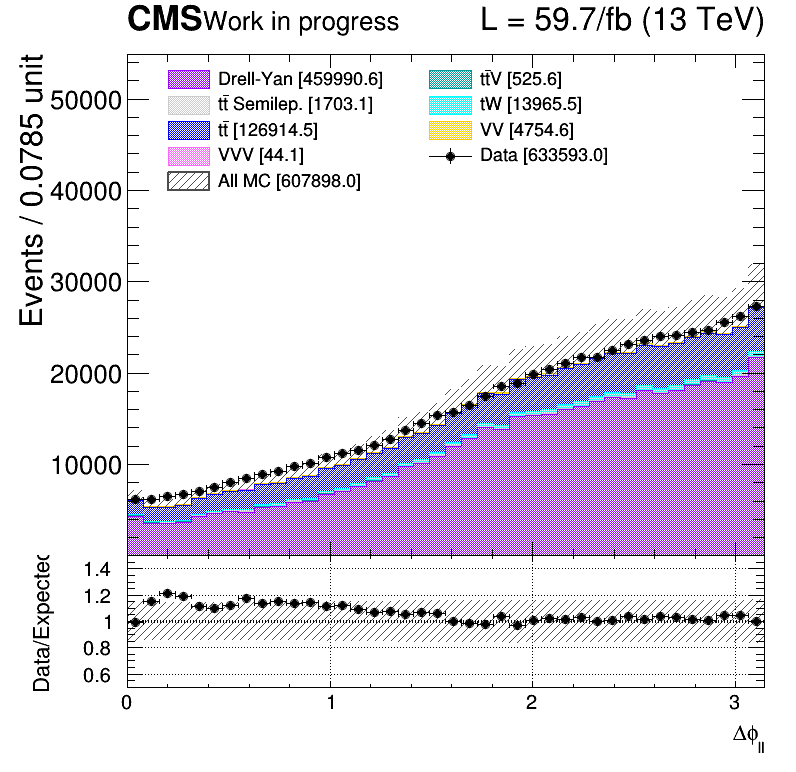 CMS Work in progress L = 59.7/fb (13 TeV)
Events / 0.0785 unit
50000
40000
30000
20000
10000
Drell-Yan [459990.6]
tt̄ Semilep. [1703.1]
tt̄ [126914.5]
VVV [44.1]
All MC [607898.0]
tt̄V [525.6]
tW [13965.5]
VV [4754.6]
Data [633593.0]
Data/Expected
1.4
1.2
1
0.8
0.6
0 1 2 3
Δϕll